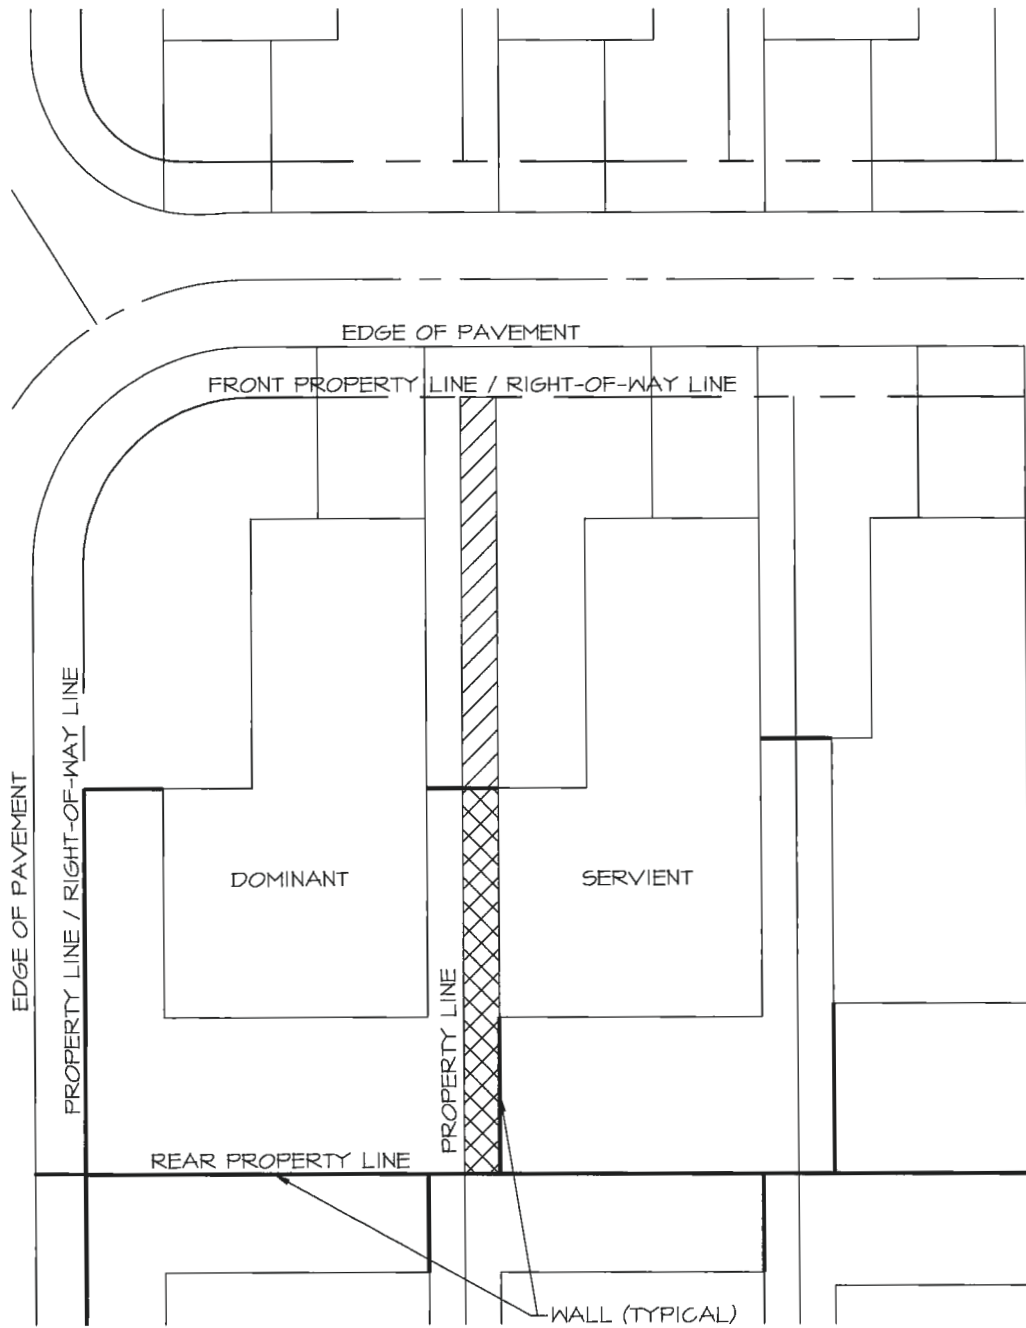 EDGE OF PAVEMENT
FRONT PROPERTY LINE / RIGHT-OF-WAY LINE
EDGE OF PAVEMENT
PROPERTY LINE / RIGHT-OF-WAY LINE
DOMINANT
SERVIENT
PROPERTY LINE
REAR PROPERTY LINE
WALL (TYPICAL)